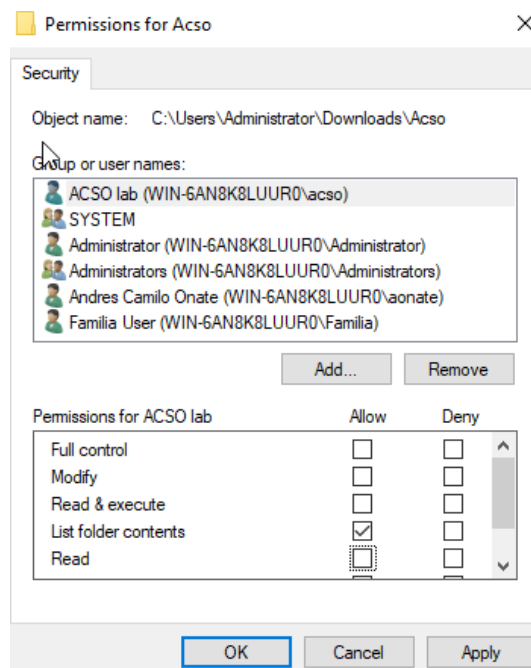 Permissions for Acso
Security
Object name: C:\Users\Administrator\Downloads\Acso
Group or user names:
ACSO lab (WIN-6AN8K8LUUR0\acso)
SYSTEM
Administrator (WIN-6AN8K8LUUR0\Administrator)
Administrators (WIN-6AN8K8LUUR0\Administrators)
Andres Camilo Onate (WIN-6AN8K8LUUR0\aonate)
Familia User (WIN-6AN8K8LUUR0\Familia)
Add... Remove
Permissions for ACSO lab Allow Deny
Full control
Modify
Read & execute
List folder contents
Read
OK Cancel Apply